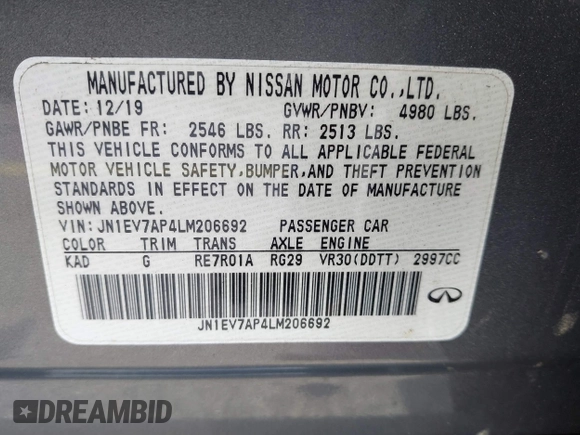 MANUFACTURED BY NISSAN MOTOR CO.,LTD.
DATE: 12/19 GVWR/PNBV: 4980 LBS.
GAWR/PNBE FR: 2546 LBS. RR: 2513 LBS.
THIS VEHICLE CONFORMS TO ALL APPLICABLE FEDERAL
MOTOR VEHICLE SAFETY,BUMPER,AND THEFT PREVENTION
STANDARDS IN EFFECT ON THE DATE OF MANUFACTURE
SHOWN ABOVE.
VIN: JN1EV7AP4LM206692 PASSENGER CAR
COLOR TRIM TRANS AXLE ENGINE
KAD G RE7R01A RG29 VR30(DDTT) 2997CC
JN1EV7AP4LM206692
DREAMBID